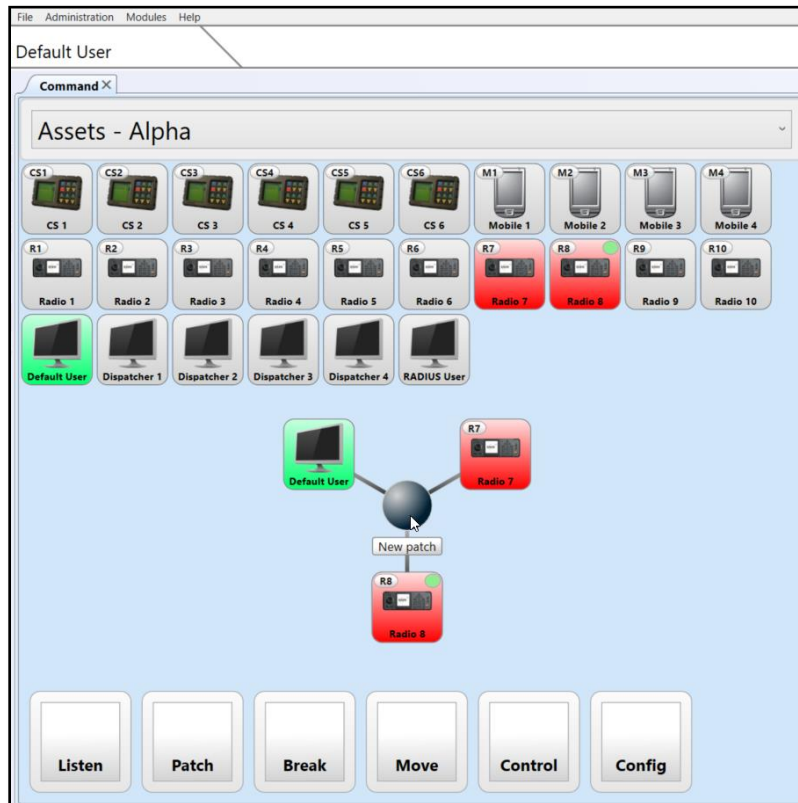 File Administration Modules Help
Default User
Command ×
Assets - Alpha
CS1 CS2 CS3 CS4 CS5 CS6 M1 M2 M3 M4
CS 1 CS 2 CS 3 CS 4 CS 5 CS 6 Mobile 1 Mobile 2 Mobile 3 Mobile 4
R1 R2 R3 R4 R5 R6 R7 R8 R9 R10
Radio 1 Radio 2 Radio 3 Radio 4 Radio 5 Radio 6 Radio 7 Radio 8 Radio 9 Radio 10
Default User Dispatcher 1 Dispatcher 2 Dispatcher 3 Dispatcher 4 RADIUS User
R7
Default User Radio 7
New patch
R8
Radio 8
Listen Patch Break Move Control Config